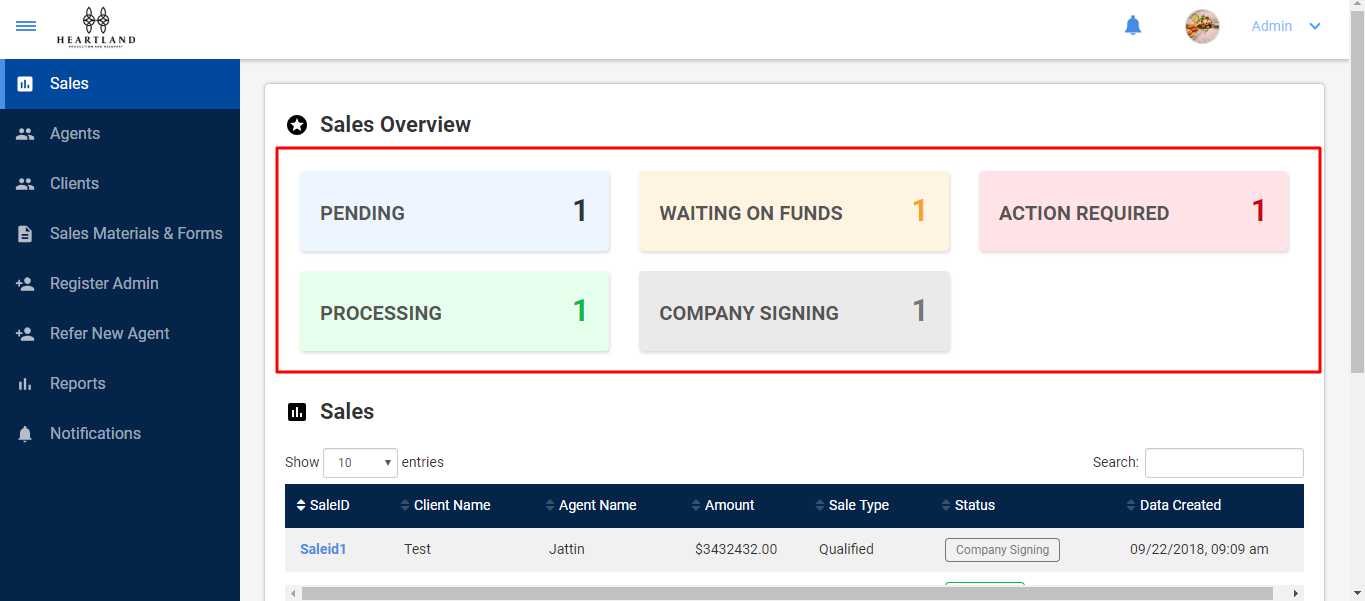 HEARTLAND
Admin
Sales
Agents
Clients
Sales Materials & Forms
Register Admin
Refer New Agent
Reports
Notifications
Sales Overview
PENDING 1
WAITING ON FUNDS 1
ACTION REQUIRED 1
PROCESSING 1
COMPANY SIGNING 1
Sales
Show 10 entries
Search:
SaleID Client Name Agent Name Amount Sale Type Status Data Created
Saleid1 Test Jattin $3432432.00 Qualified Company Signing 09/22/2018, 09:09 am